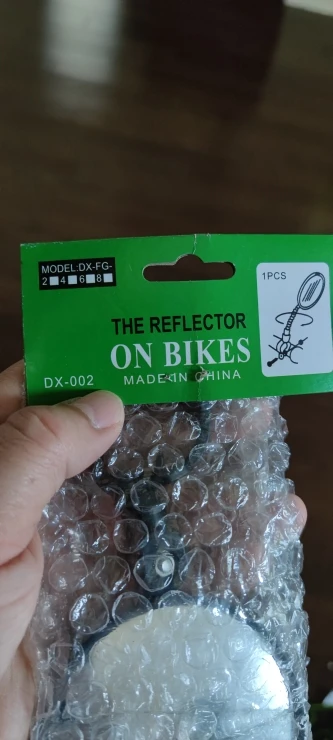 MODEL:DX-FG-
2■4■6■8■
1PCS
THE REFLECTOR
ON BIKES
DX-002
MADE IN CHINA